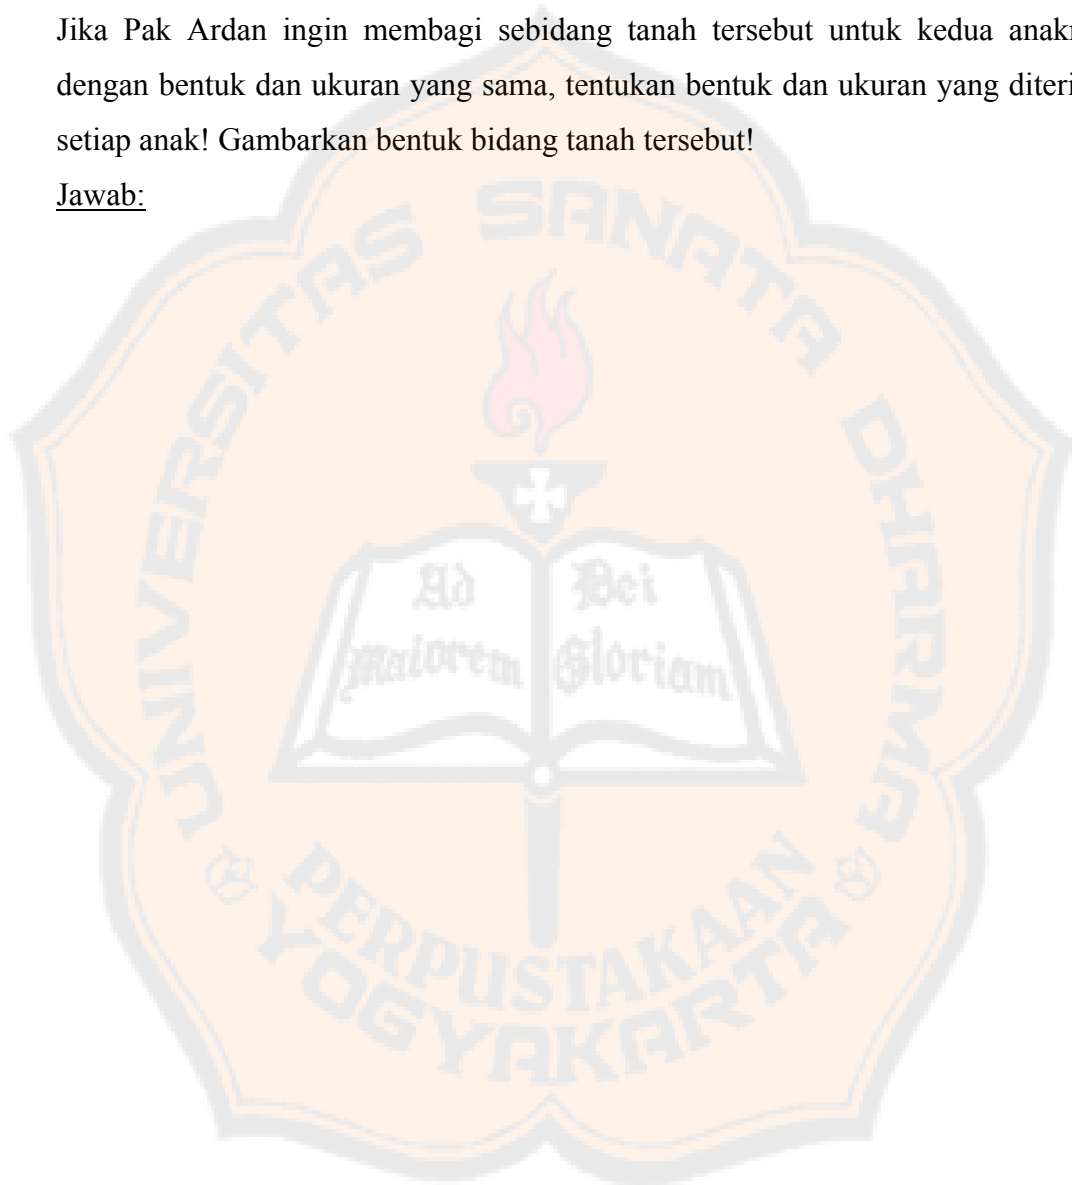 Jika Pak Ardan ingin membagi sebidang tanah tersebut untuk kedua
dengan bentuk dan ukuran yang sama, tentukan bentuk dan ukuran yang
setiap anak! Gambarkan bentuk bidang tanah tersebut!
Jawab:
UNIVERSITAS SANATA DHARMA
Ad Dei
Maiorem Gloriam
PERPUSTAKAAN
YOGYAKARTA